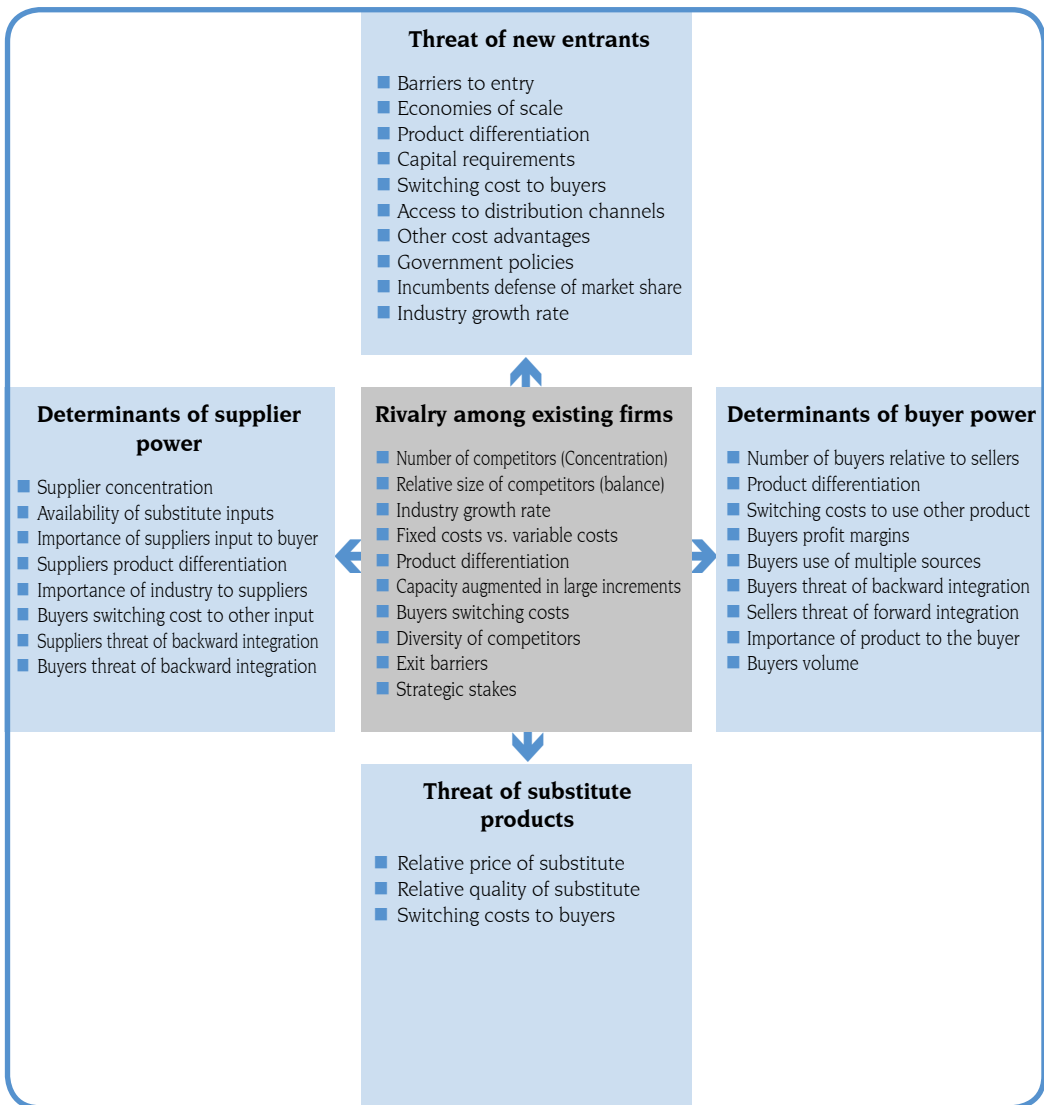 Threat of new entrants
Barriers to entry
Economies of scale
Product differentiation
Capital requirements
Switching cost to buyers
Access to distribution channels
Other cost advantages
Government policies
Incumbents defense of market share
Industry growth rate
Determinants of supplier
power
Supplier concentration
Availability of substitute inputs
Importance of suppliers input to buyer
Suppliers product differentiation
Importance of industry to suppliers
Buyers switching cost to other input
Suppliers threat of backward integration
Buyers threat of backward integration
Rivalry among existing firms
Number of competitors (Concentration)
Relative size of competitors (balance)
Industry growth rate
Fixed costs vs. variable costs
Product differentiation
Capacity augmented in large increments
Buyers switching costs
Diversity of competitors
Exit barriers
Strategic stakes
Determinants of buyer power
Number of buyers relative to sellers
Product differentiation
Switching costs to use other product
Buyers profit margins
Buyers use of multiple sources
Buyers threat of backward integration
Sellers threat of forward integration
Importance of product to the buyer
Buyers volume
Threat of substitute
products
Relative price of substitute
Relative quality of substitute
Switching costs to buyers